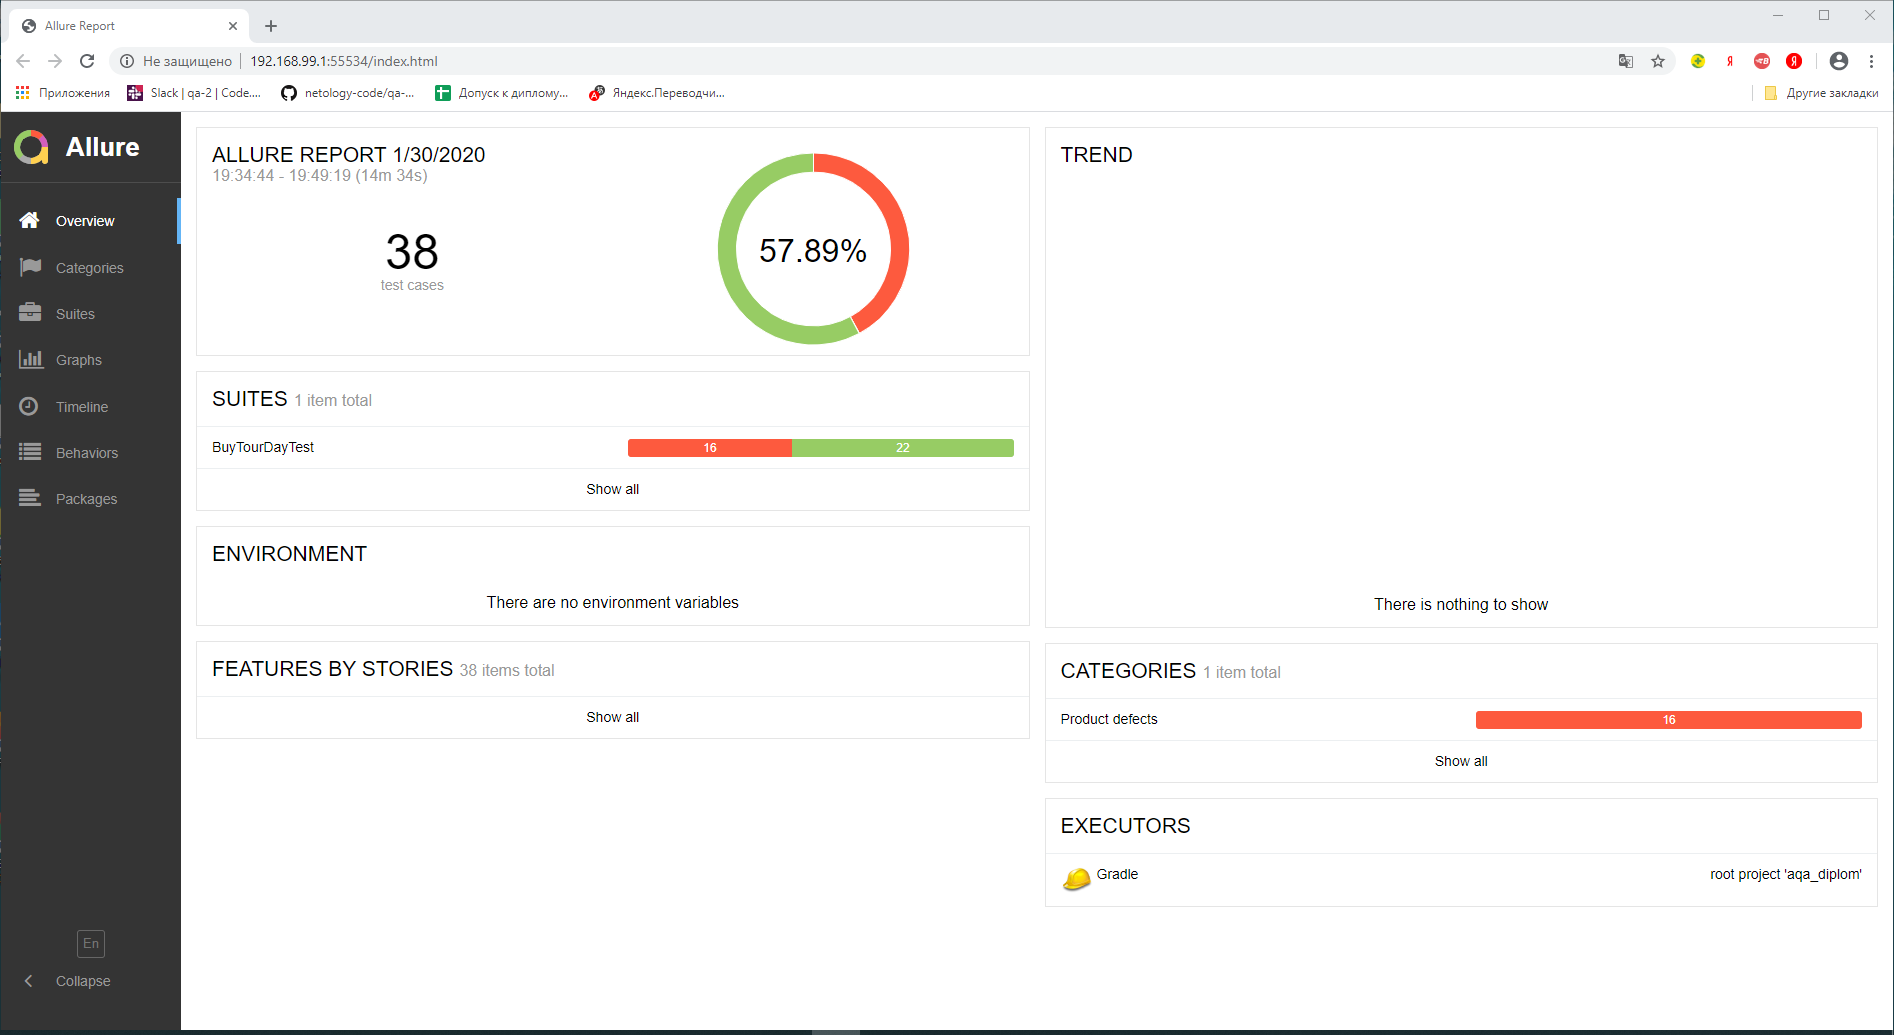 Allure Report
Не защищено
192.168.99.1:55534/index.html
Приложения
Slack | qa-2 | Code....
netology-code/qa-...
Допуск к диплому...
Яндекс.Переводчи...
Другие закладки
Allure
Overview
Categories
Suites
Graphs
Timeline
Behaviors
Packages
En
Collapse
ALLURE REPORT 1/30/2020
19:34:44 - 19:49:19 (14m 34s)
38
test cases
57.89%
SUITES 1 item total
BuyTourDayTest
16
22
Show all
ENVIRONMENT
There are no environment variables
FEATURES BY STORIES 38 items total
Show all
TREND
There is nothing to show
CATEGORIES 1 item total
Product defects
16
Show all
EXECUTORS
Gradle
root project 'aqa_diplom'